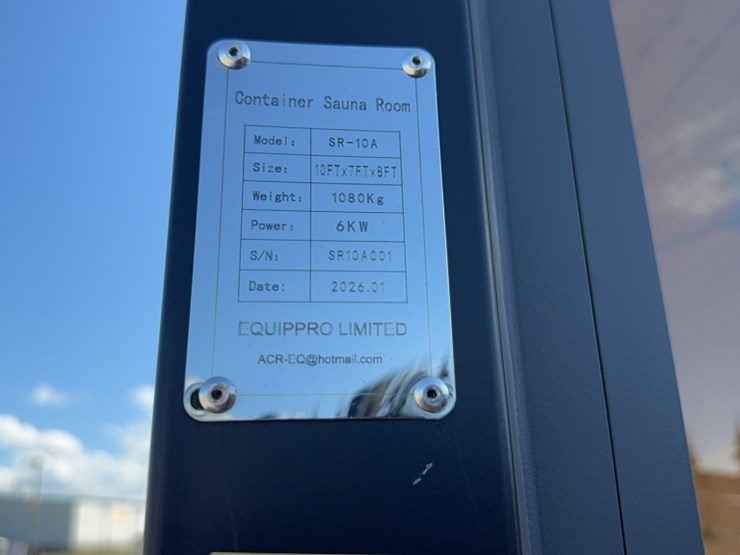 Container Sauna Room
Model: SR-10A
Size: 10FTx7FTx8FT
Weight: 1080Kg
Power: 6KW
S/N: SR10A001
Date: 2026.01
EQUIPPRO LIMITED
ACR-EQ@hotmail.com